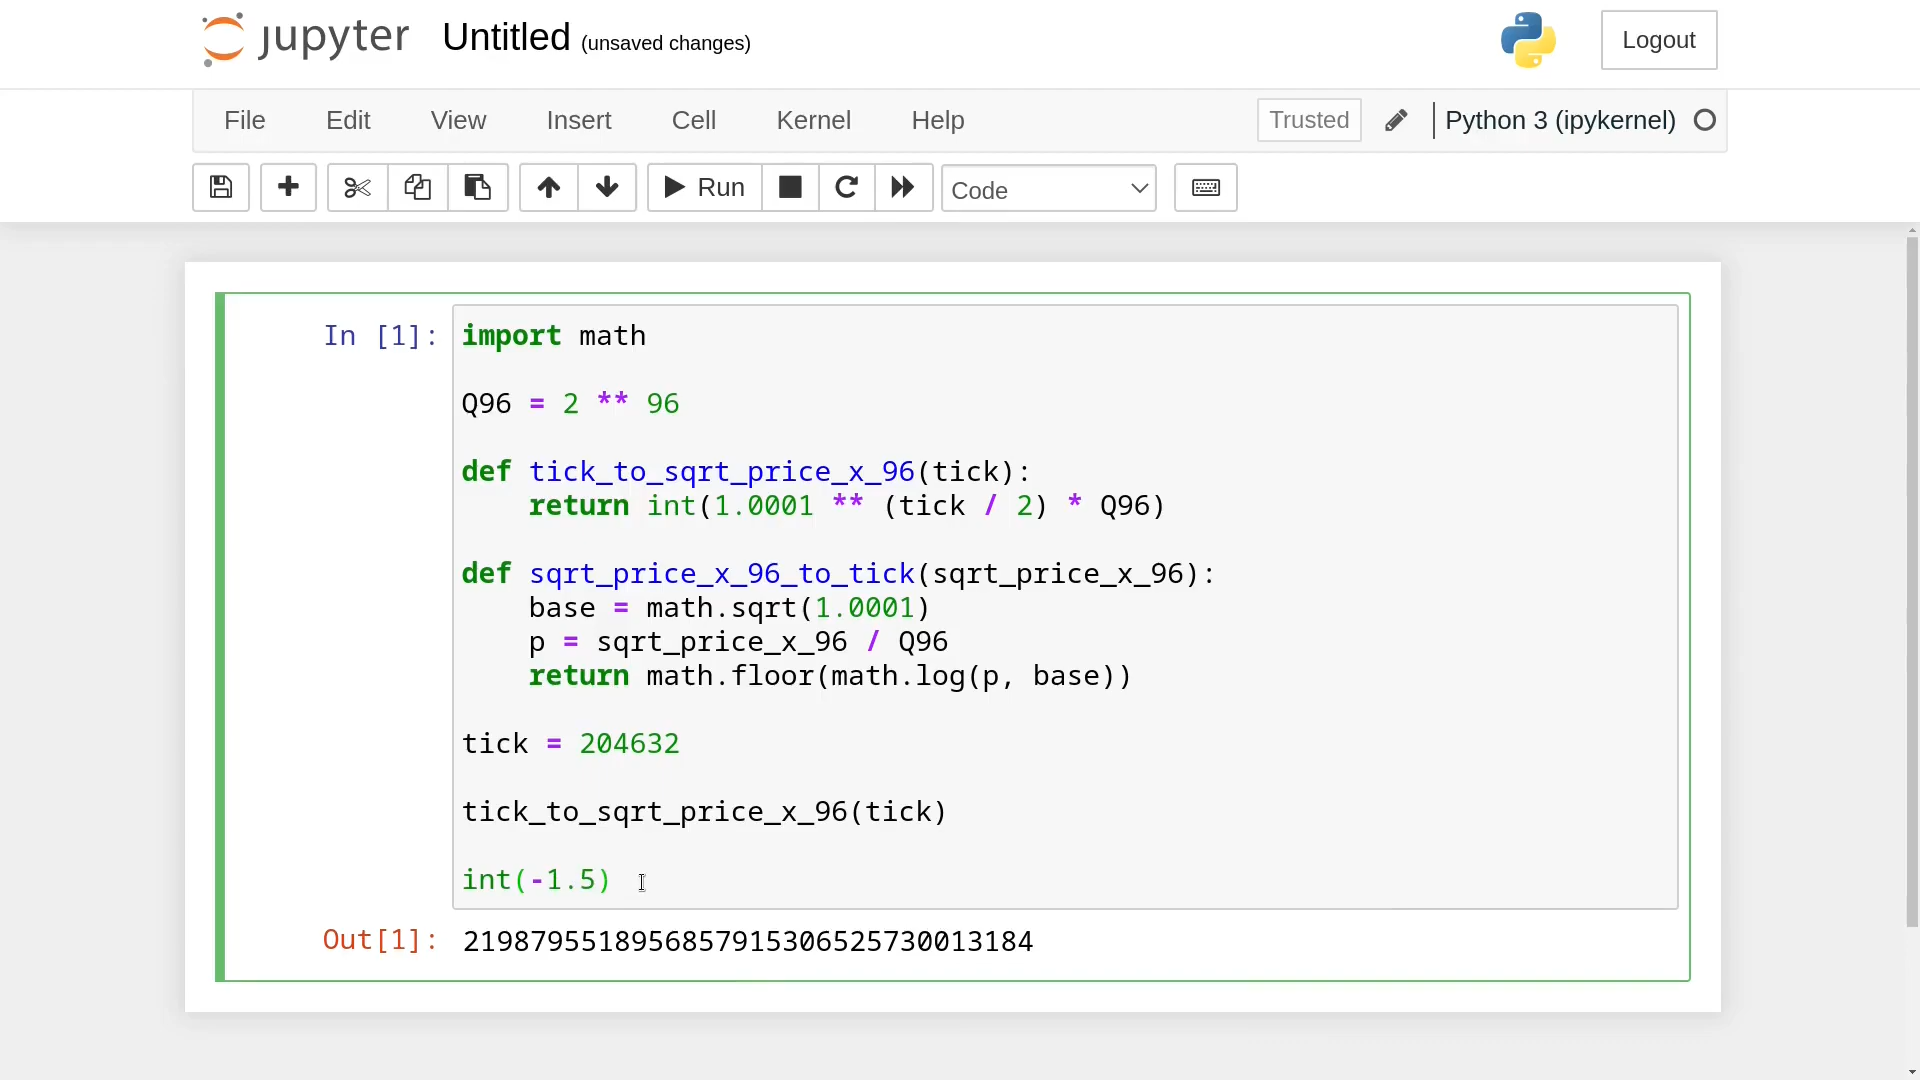 jupyter Untitled (unsaved changes) Logout
File Edit View Insert Cell Kernel Help Trusted Python 3 (ipykernel)
Run Code
In [1]: import math
Q96 = 2 ** 96
def tick_to_sqrt_price_x_96(tick):
    return int(1.0001 ** (tick / 2) * Q96)
def sqrt_price_x_96_to_tick(sqrt_price_x_96):
    base = math.sqrt(1.0001)
    p = sqrt_price_x_96 / Q96
    return math.floor(math.log(p, base))
tick = 204632
tick_to_sqrt_price_x_96(tick)
int(-1.5)
Out[1]: 2198795518956857915306525730013184